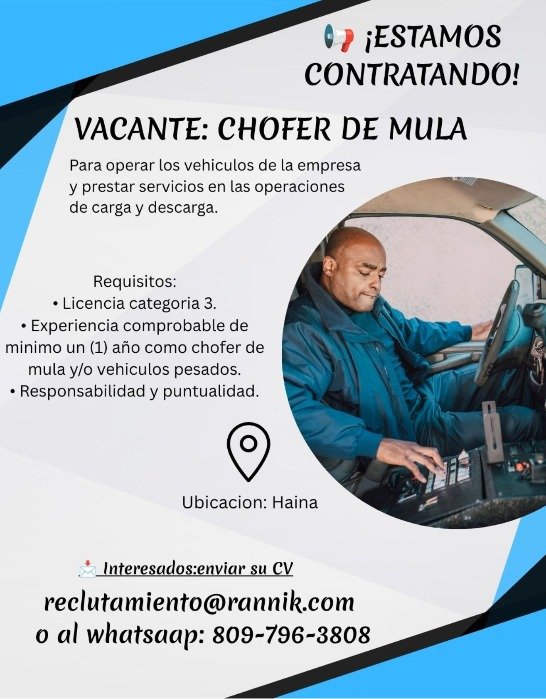 📢 ¡ESTAMOS
CONTRATANDO!
VACANTE: CHOFER DE MULA
Para operar los vehiculos de la empresa
y prestar servicios en las operaciones
de carga y descarga.
Requisitos:
• Licencia categoria 3.
• Experiencia comprobable de
minimo un (1) año como chofer de
mula y/o vehiculos pesados.
• Responsabilidad y puntualidad.
Ubicacion: Haina
📩 Interesados:enviar su CV
reclutamiento@rannik.com
o al whatsaap: 809-796-3808